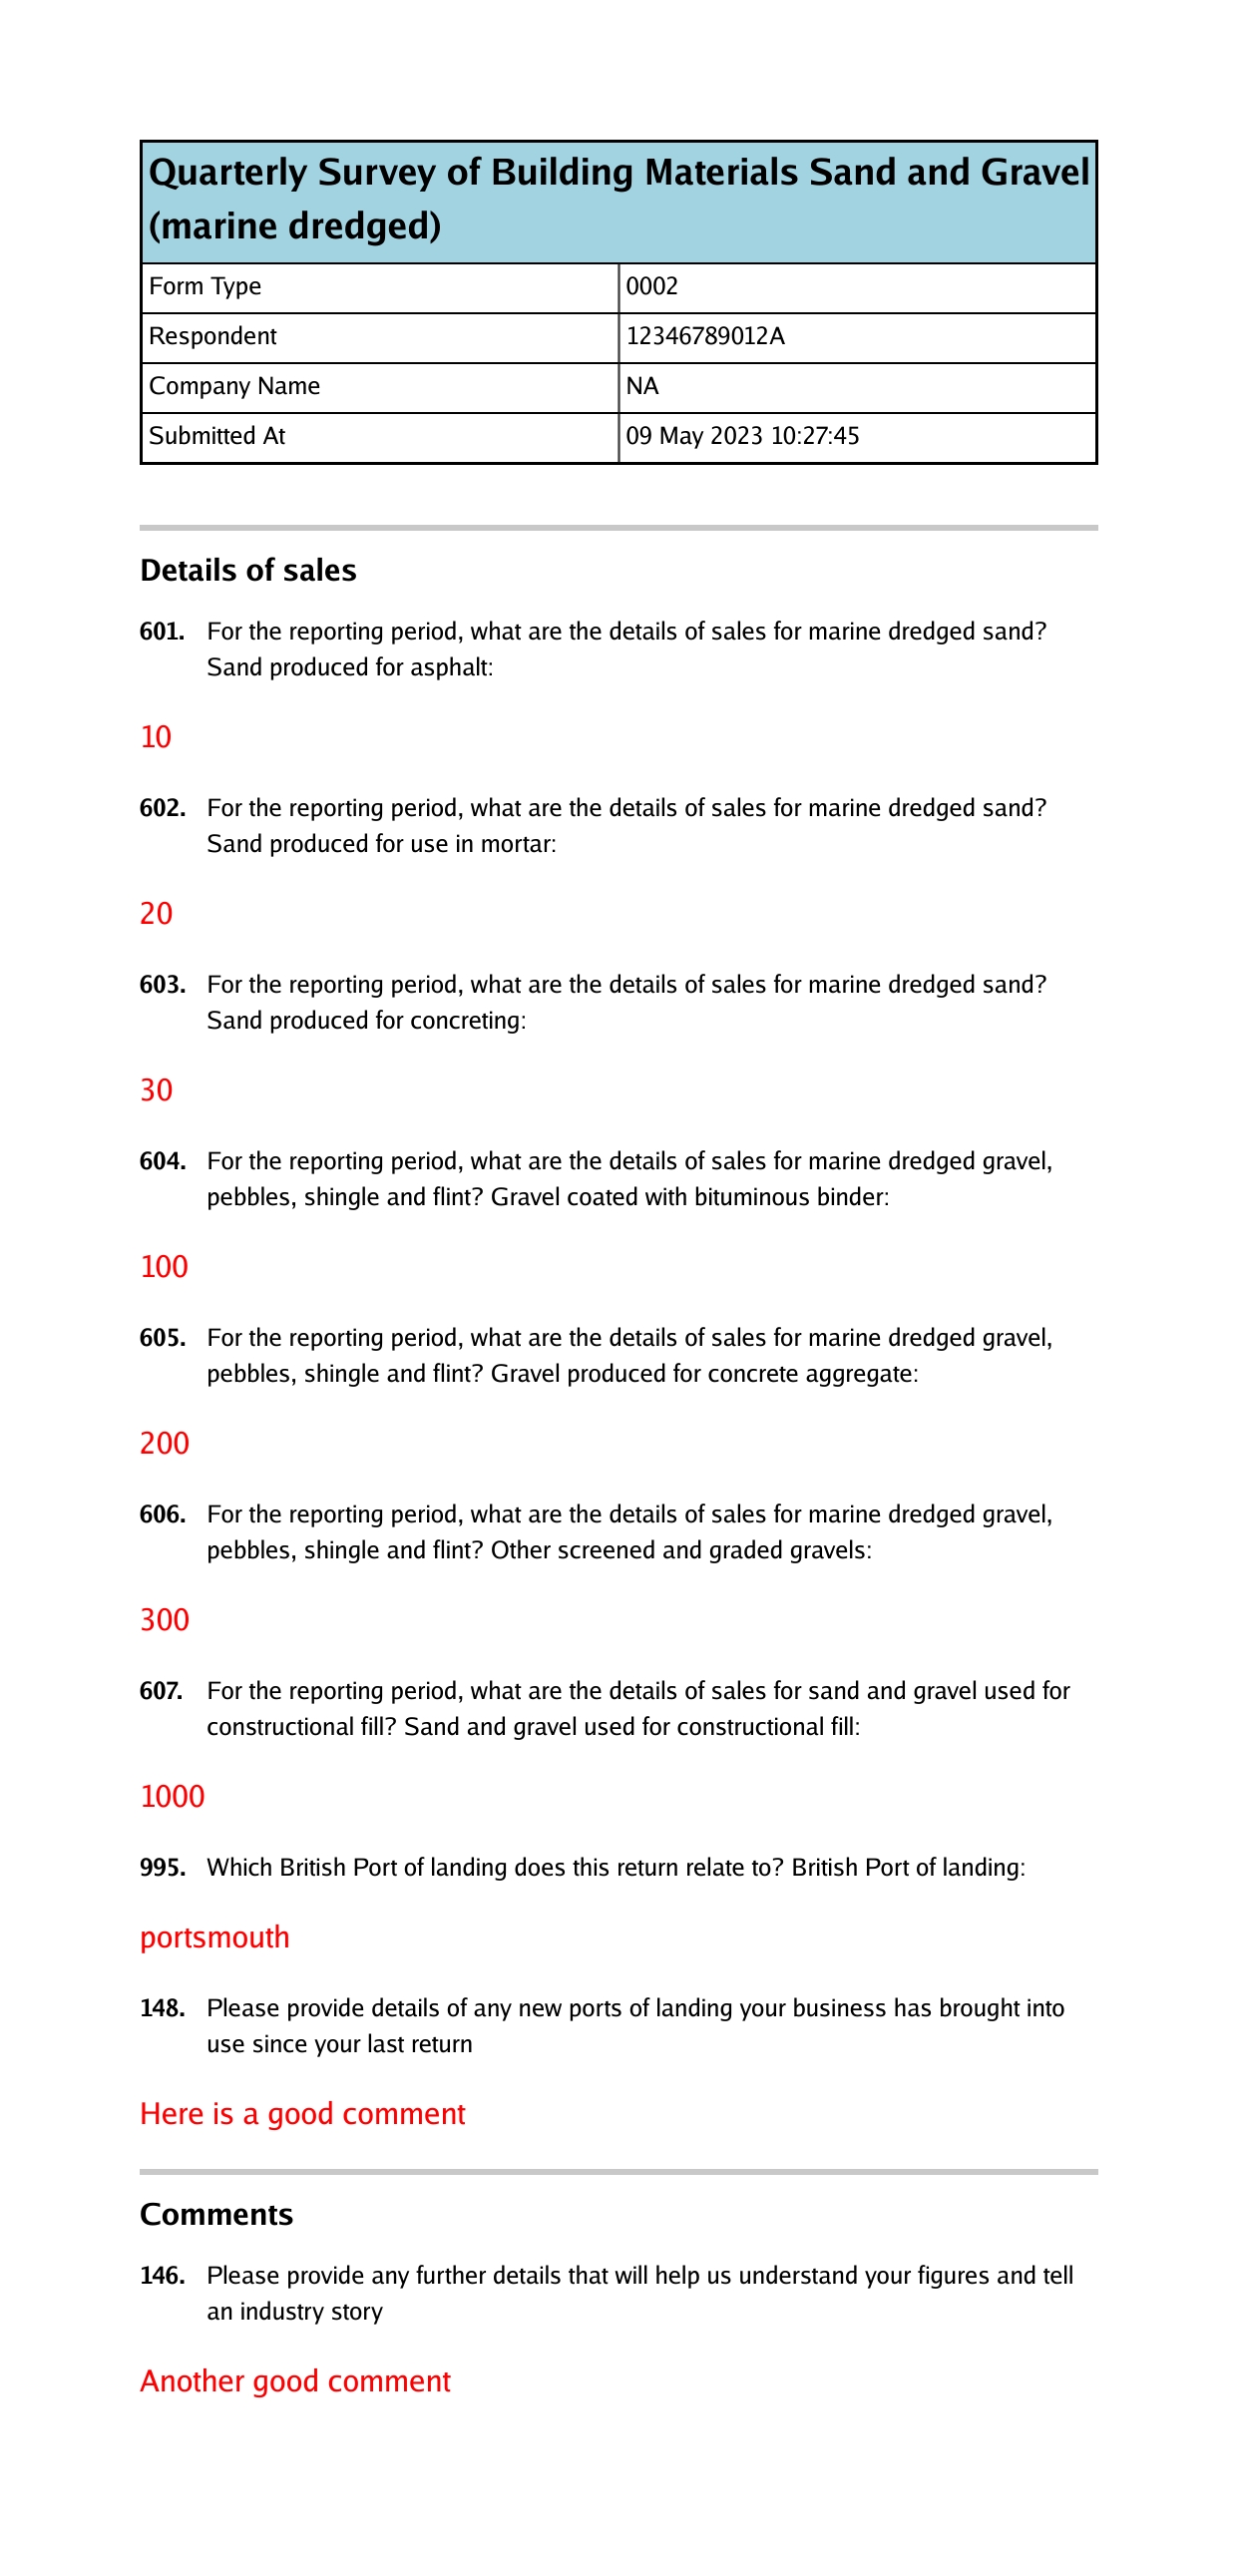 Quarterly Survey of Building Materials Sand and Gravel
(marine dredged)
Form Type 0002
Respondent 12346789012A
Company Name NA
Submitted At 09 May 2023 10:27:45
Details of sales
601. For the reporting period, what are the details of sales for marine dredged sand?
Sand produced for asphalt:
10
602. For the reporting period, what are the details of sales for marine dredged sand?
Sand produced for use in mortar:
20
603. For the reporting period, what are the details of sales for marine dredged sand?
Sand produced for concreting:
30
604. For the reporting period, what are the details of sales for marine dredged gravel,
pebbles, shingle and flint? Gravel coated with bituminous binder:
100
605. For the reporting period, what are the details of sales for marine dredged gravel,
pebbles, shingle and flint? Gravel produced for concrete aggregate:
200
606. For the reporting period, what are the details of sales for marine dredged gravel,
pebbles, shingle and flint? Other screened and graded gravels:
300
607. For the reporting period, what are the details of sales for sand and gravel used for
constructional fill? Sand and gravel used for constructional fill:
1000
995. Which British Port of landing does this return relate to? British Port of landing:
portsmouth
148. Please provide details of any new ports of landing your business has brought into
use since your last return
Here is a good comment
Comments
146. Please provide any further details that will help us understand your figures and tell
an industry story
Another good comment